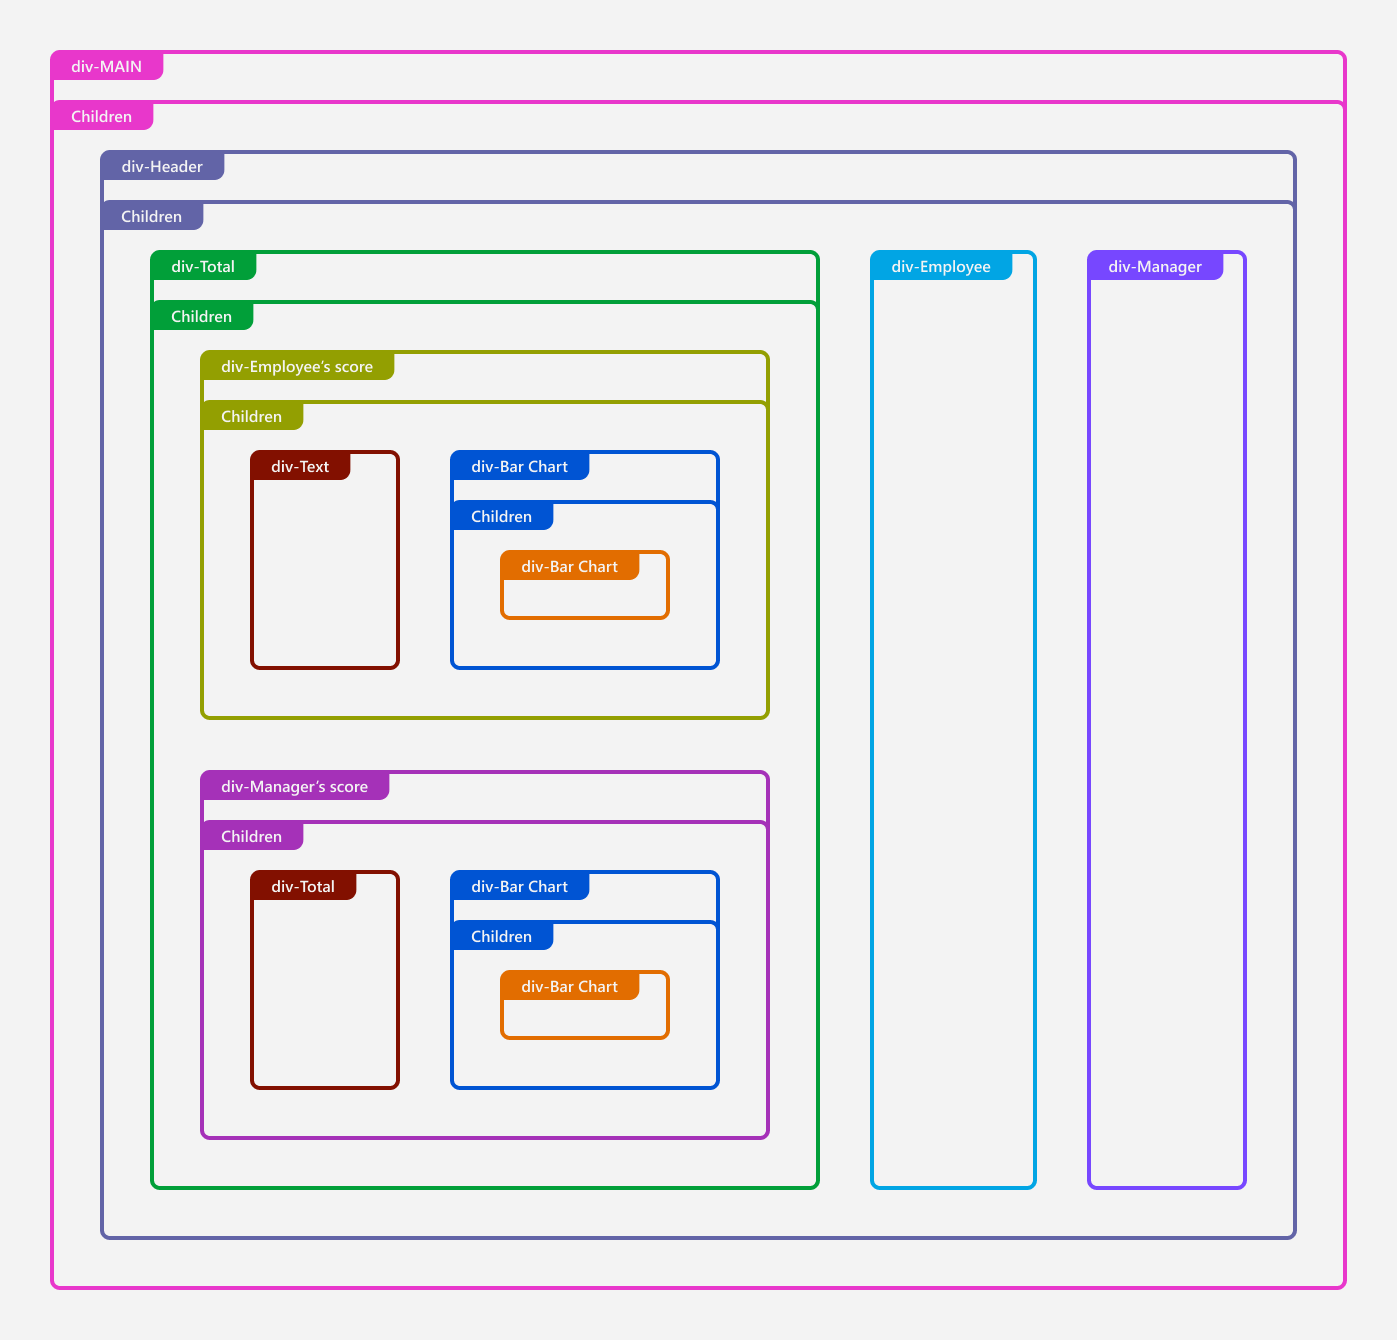 div-MAIN
Children
div-Header
Children
div-Total
div-Employee
div-Manager
Children
div-Employee’s score
Children
div-Text
div-Bar Chart
Children
div-Bar Chart
div-Manager’s score
Children
div-Total
div-Bar Chart
Children
div-Bar Chart